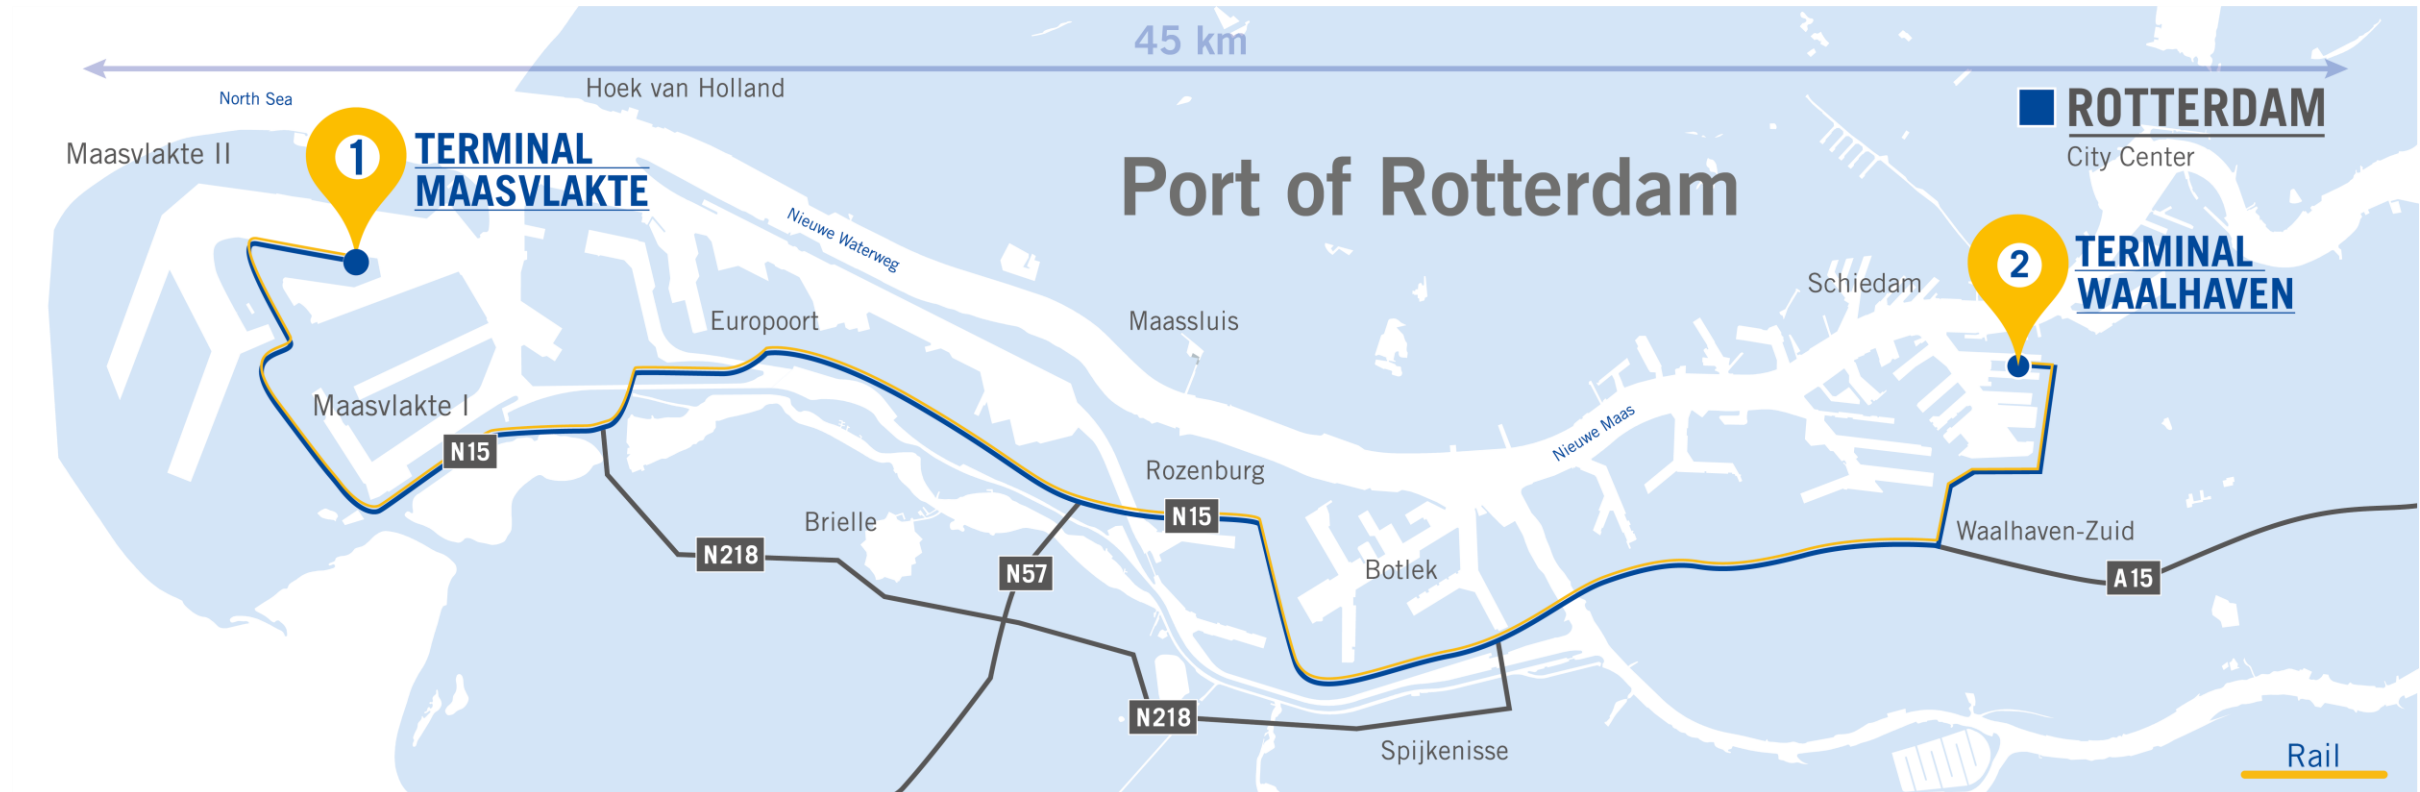 45 km
Hoek van Holland
North Sea
ROTTERDAM
City Center
Maasvlakte II
1
TERMINAL
MAASVLAKTE
Port of Rotterdam
Nieuwe Waterweg
2
TERMINAL
WAALHAVEN
Schiedam
Europoort
Maassluis
Maasvlakte I
Nieuwe Maas
N15
Rozenburg
N15
Brielle
Waalhaven-Zuid
N218
N57
Botlek
A15
N218
Spijkenisse
Rail